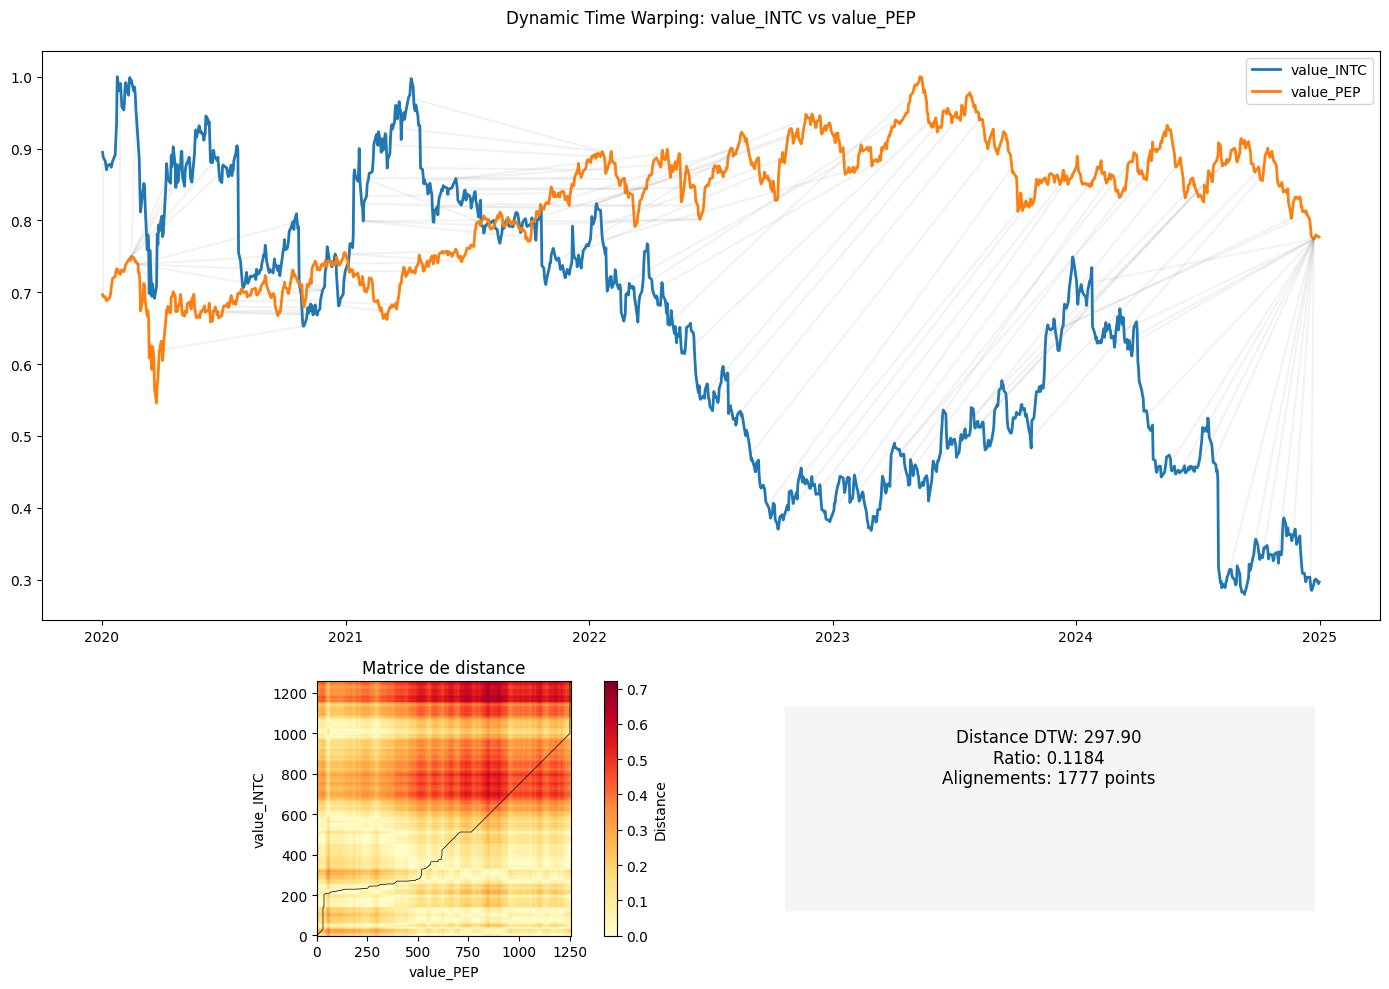 Dynamic Time Warping: value_INTC vs value_PEP
value_INTC
value_PEP
1.0
0.9
0.8
0.7
0.6
0.5
0.4
0.3
2020 2021 2022 2023 2024 2025
Matrice de distance
value_INTC
1200
1000
800
600
400
200
0
0 250 500 750 1000 1250
value_PEP
0.7
0.6
0.5
0.4
0.3
0.2
0.1
0.0
Distance
Distance DTW: 297.90
Ratio: 0.1184
Alignements: 1777 points